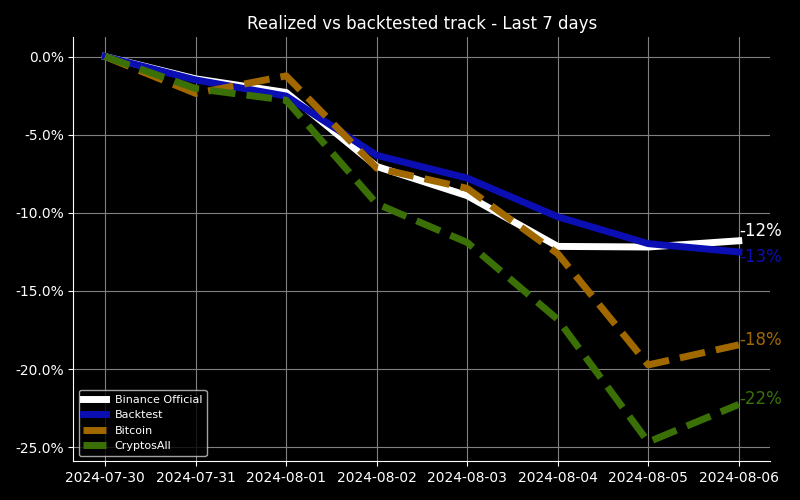 Realized vs backtested track - Last 7 days
0.0%
-5.0%
-10.0%
-15.0%
-20.0%
-25.0%
-12%
-13%
-18%
-22%
Binance Official
Backtest
Bitcoin
CryptosAll
2024-07-30 2024-07-31 2024-08-01 2024-08-02 2024-08-03 2024-08-04 2024-08-05 2024-08-06